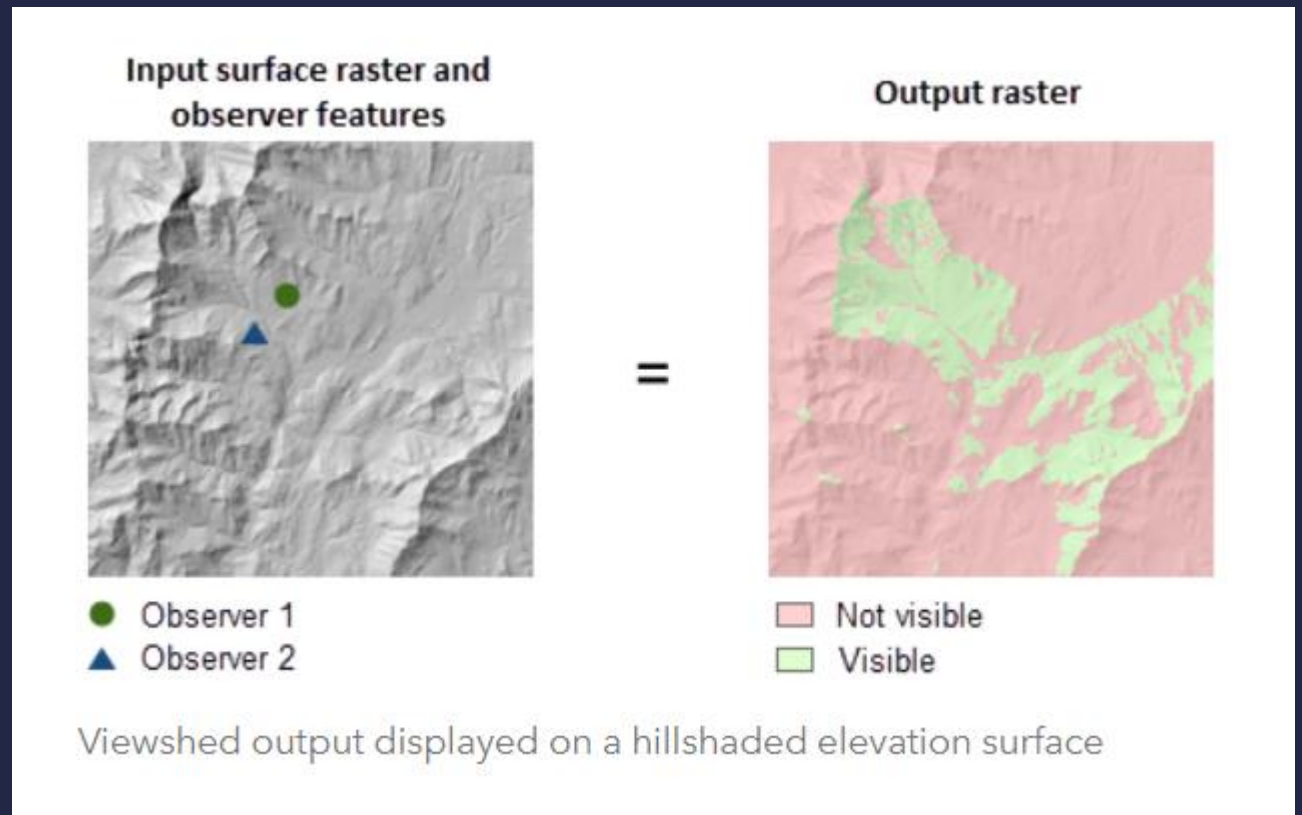 Input surface raster and
observer features
Output raster
=
Observer 1
Observer 2
Not visible
Visible
Viewshed output displayed on a hillshaded elevation surface